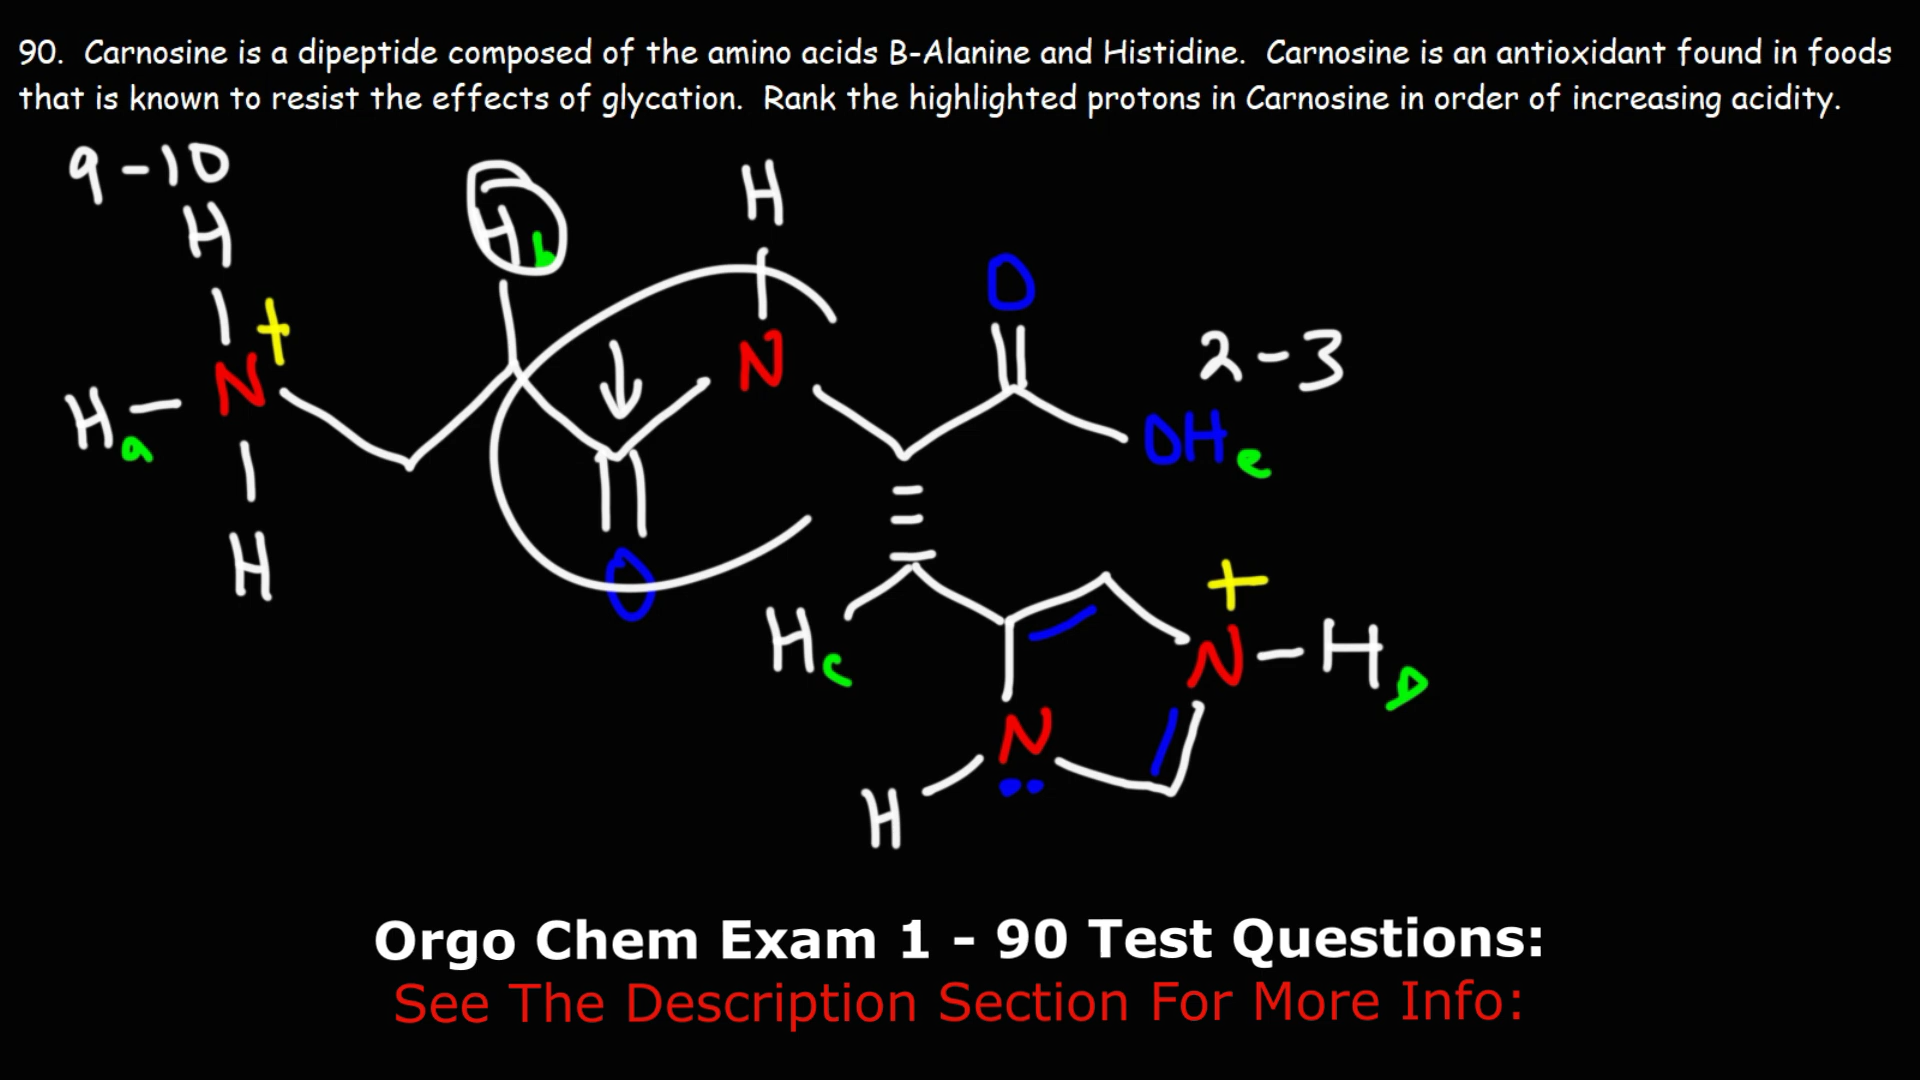 90. Carnosine is a dipeptide composed of the amino acids B-Alanine and Histidine. Carnosine is an antioxidant found in foods
that is known to resist the effects of glycation. Rank the highlighted protons in Carnosine in order of increasing acidity.
9-10
H
H
Hb
O
+
2-3
N
N
Ha
OHe
H
O
+
Hc
N-HD
N
H
Orgo Chem Exam 1 - 90 Test Questions:
See The Description Section For More Info: